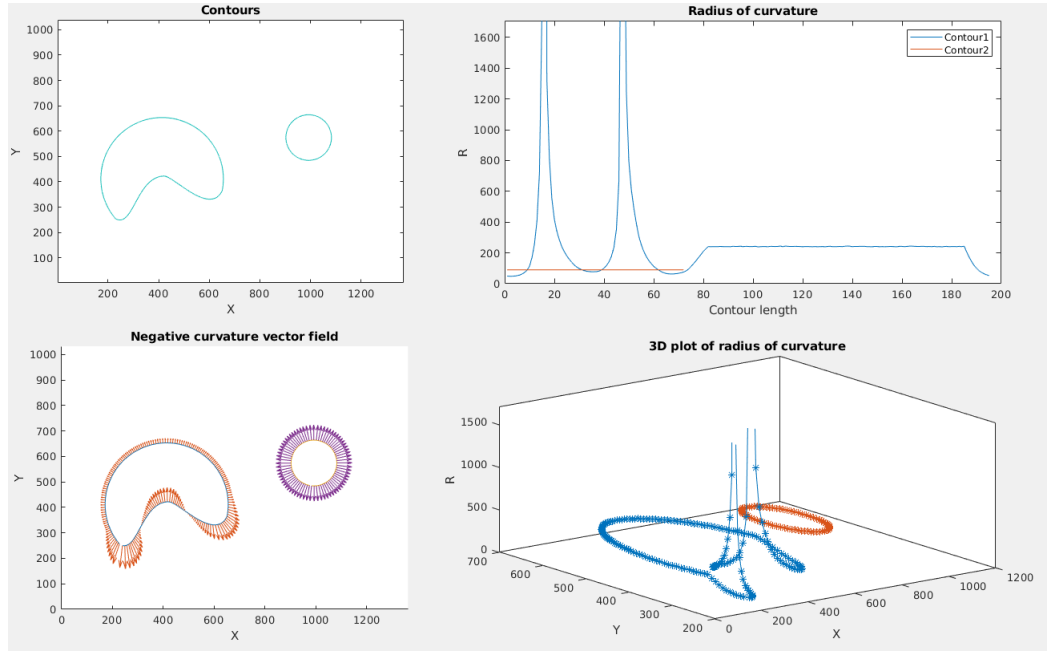 Contours
1000
900
800
700
600
500
400
300
200
100
Y
200 400 600 800 1000 1200
X
Radius of curvature
Contour1
Contour2
1600
1400
1200
1000
800
600
400
200
0
R
0 20 40 60 80 100 120 140 160 180 200
Contour length
Negative curvature vector field
1000
900
800
700
600
500
400
300
200
100
0
Y
0 200 400 600 800 1000 1200
X
3D plot of radius of curvature
1500
1000
500
0
R
700
600
500
400
300
200
Y
0 200 400 600 800 1000 1200
X